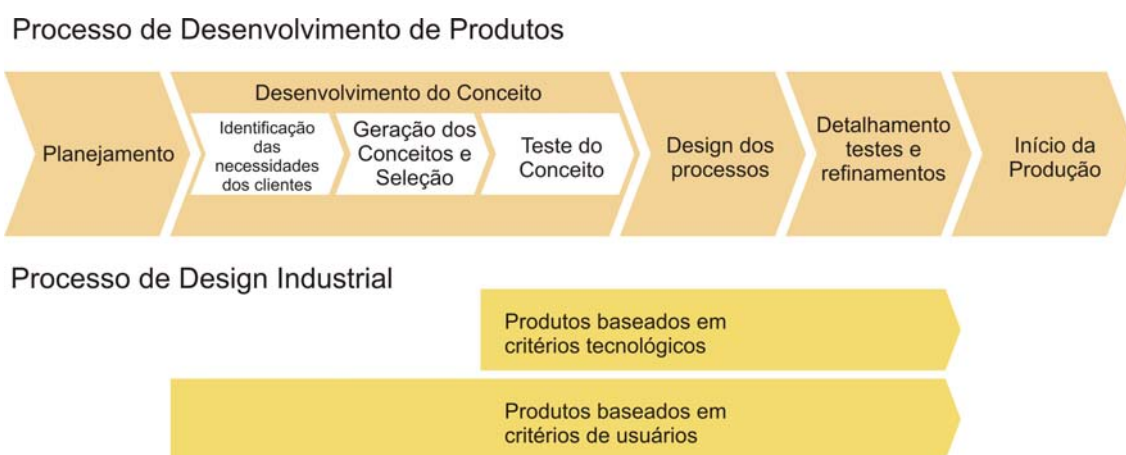 Processo de Desenvolvimento de Produtos
Planejamento
Desenvolvimento do Conceito
Identificação
das
necessidades
dos clientes
Geração dos
Conceitos e
Seleção
Teste do
Conceito
Design dos
processos
Detalhamento
testes e
refinamentos
Início da
Produção
Processo de Design Industrial
Produtos baseados em
critérios tecnológicos
Produtos baseados em
critérios de usuários